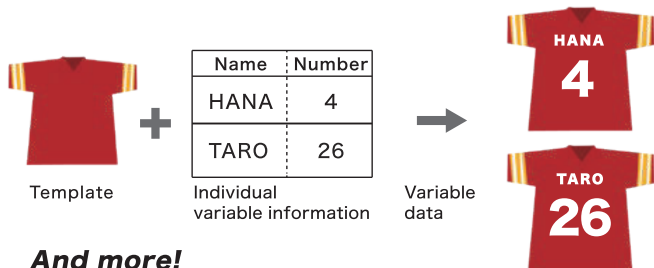 Name Number
HANA 4
TARO 26
Template
Individual
variable information
Variable
data
HANA
4
TARO
26
And more!